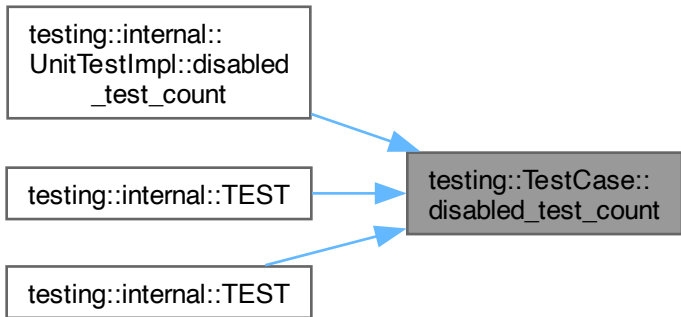 testing::internal::
UnitTestImpl::disabled
_test_count
testing::internal::TEST
testing::internal::TEST
testing::TestCase::
disabled_test_count